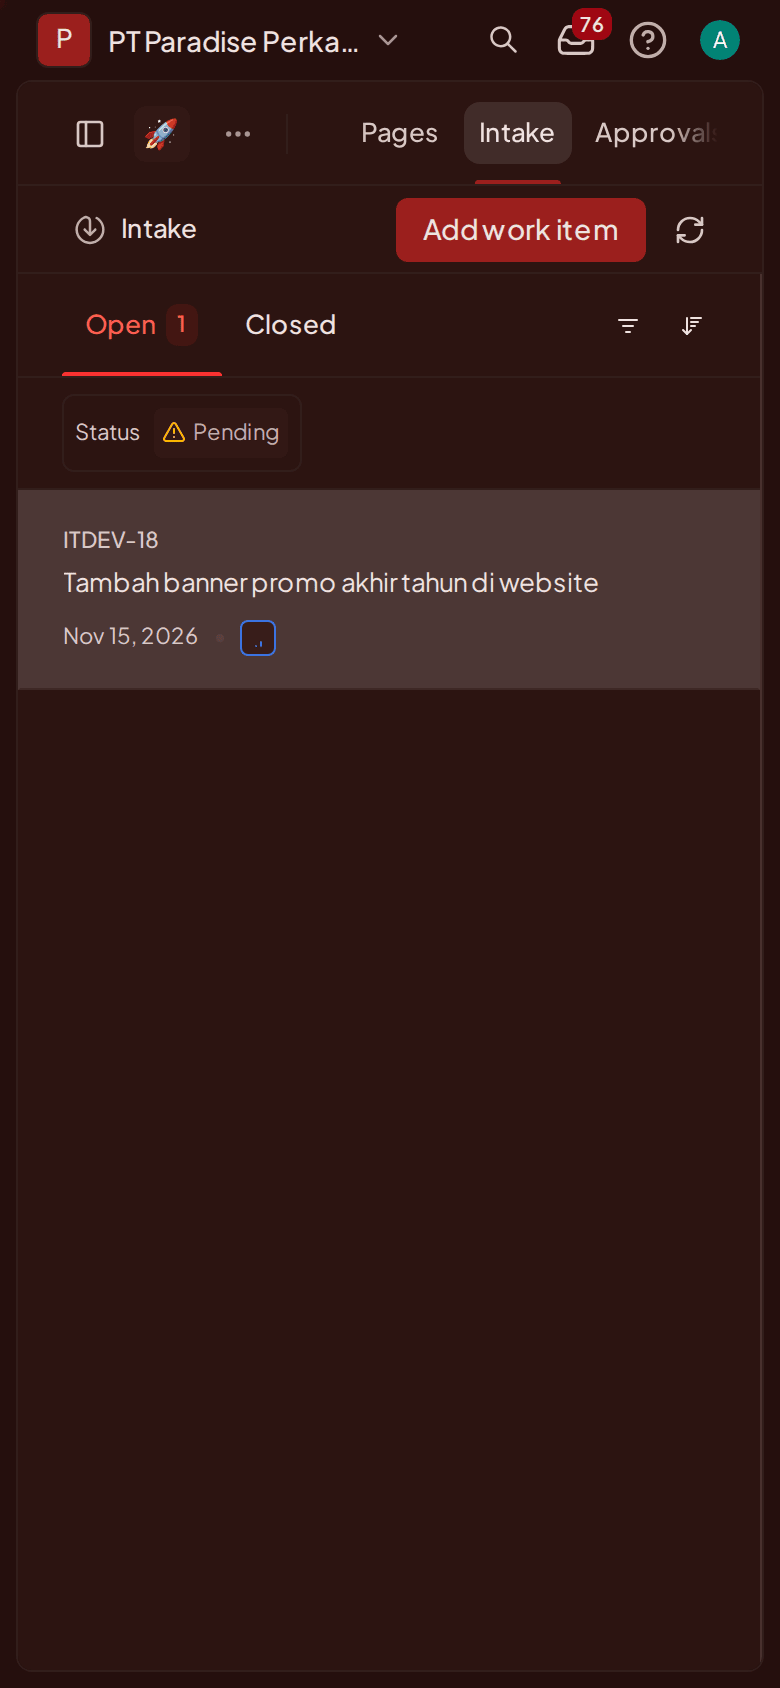 P PT Paradise Perka... 76 A
Pages Intake Approvals
Intake Add work item
Open 1 Closed
Status Pending
ITDEV-18
Tambah banner promo akhir tahun di website
Nov 15, 2026